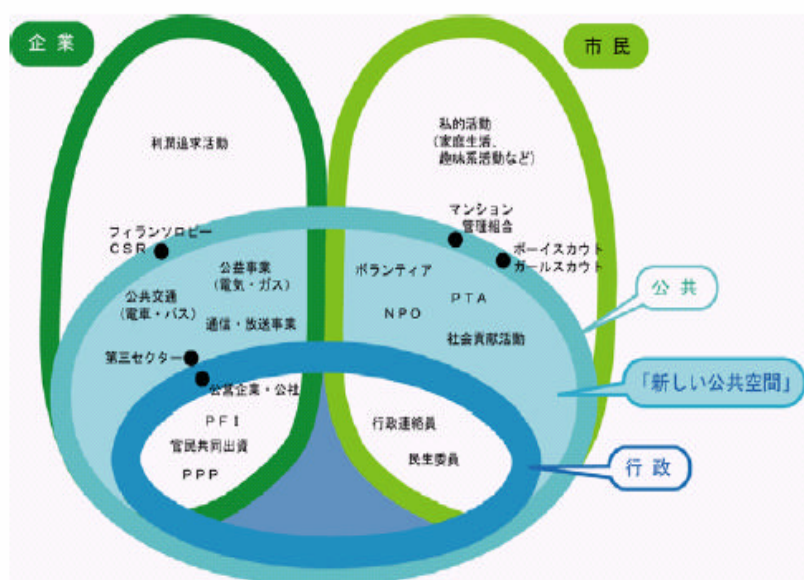 企業
市民
利潤追求活動
私的活動
(家庭生活、
趣味系活動など)
フィランソロピー
CSR
マンション
管理組合
ボーイスカウト
ガールスカウト
公益事業
(電気・ガス)
ボランティア
公共
公共交通
(電車・バス)
PTA
NPO
通信・放送事業
社会貢献活動
第三セクター
「新しい公共空間」
公営企業・公社
PFI
行政連絡員
官民共同出資
民生委員
行政
PPP